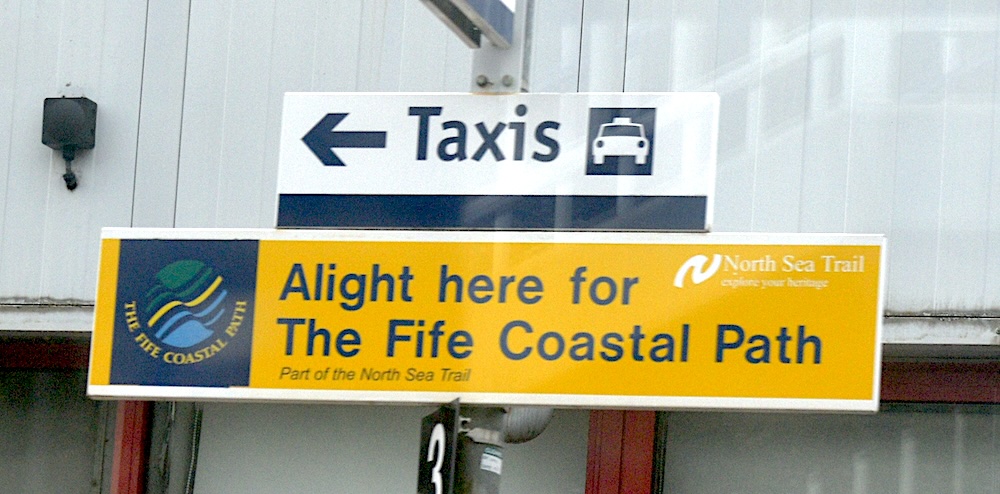 Taxis
North Sea Trail
explore your heritage
Alight here for
The Fife Coastal Path
Part of the North Sea Trail
THE FIFE COASTAL PATH
3